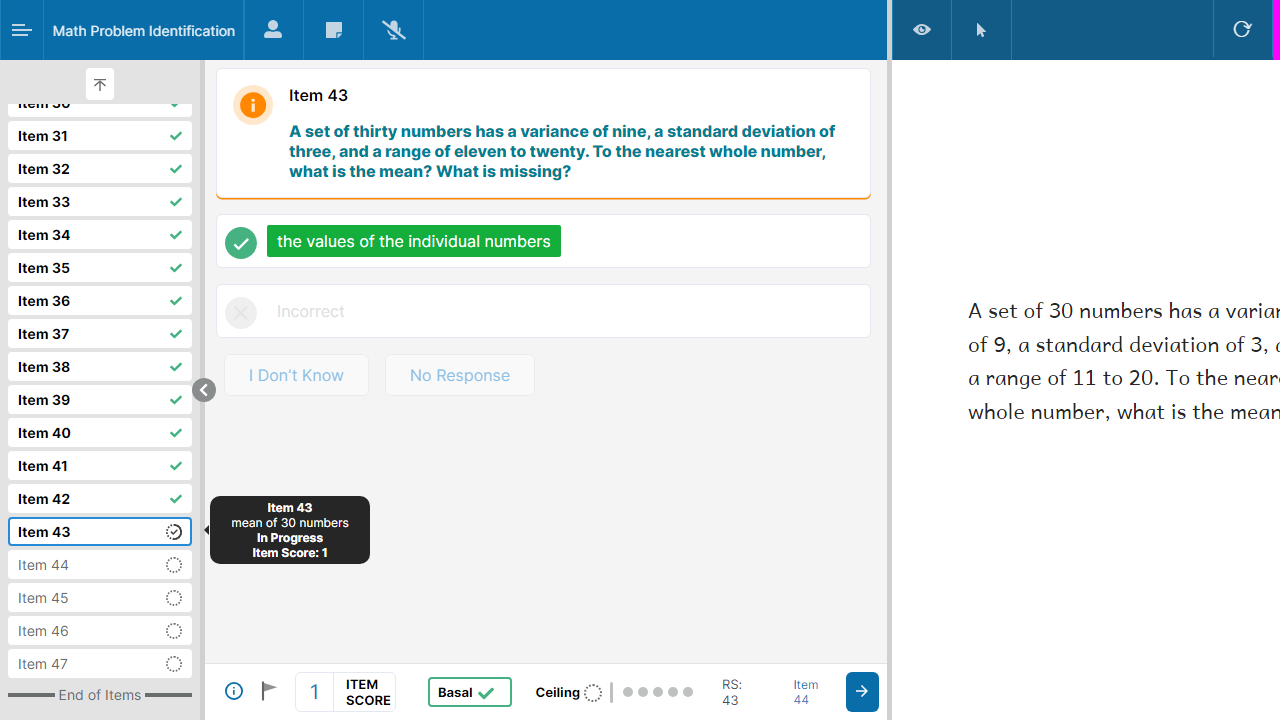 Math Problem Identification
Item 30
Item 31
Item 32
Item 33
Item 34
Item 35
Item 36
Item 37
Item 38
Item 39
Item 40
Item 41
Item 42
Item 43
Item 44
Item 45
Item 46
Item 47
End of Items
Item 43
A set of thirty numbers has a variance of nine, a standard deviation of
three, and a range of eleven to twenty. To the nearest whole number,
what is the mean? What is missing?
the values of the individual numbers
Incorrect
I Don't Know
No Response
Item 43
mean of 30 numbers
In Progress
Item Score: 1
1
ITEM
SCORE
Basal
Ceiling
RS:
43
Item
44
A set of 30 numbers has a
of 9, a standard deviation of 3,
a range of 11 to 20. To the
whole number, what is the mean